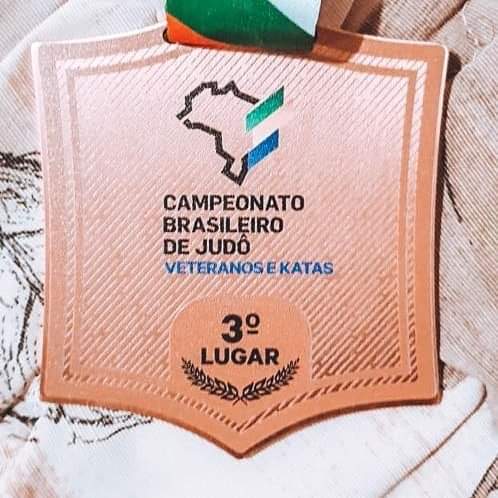 CAMPEONATO
BRASILEIRO
DE JUDÔ
VETERANOS E KATAS
3º
LUGAR